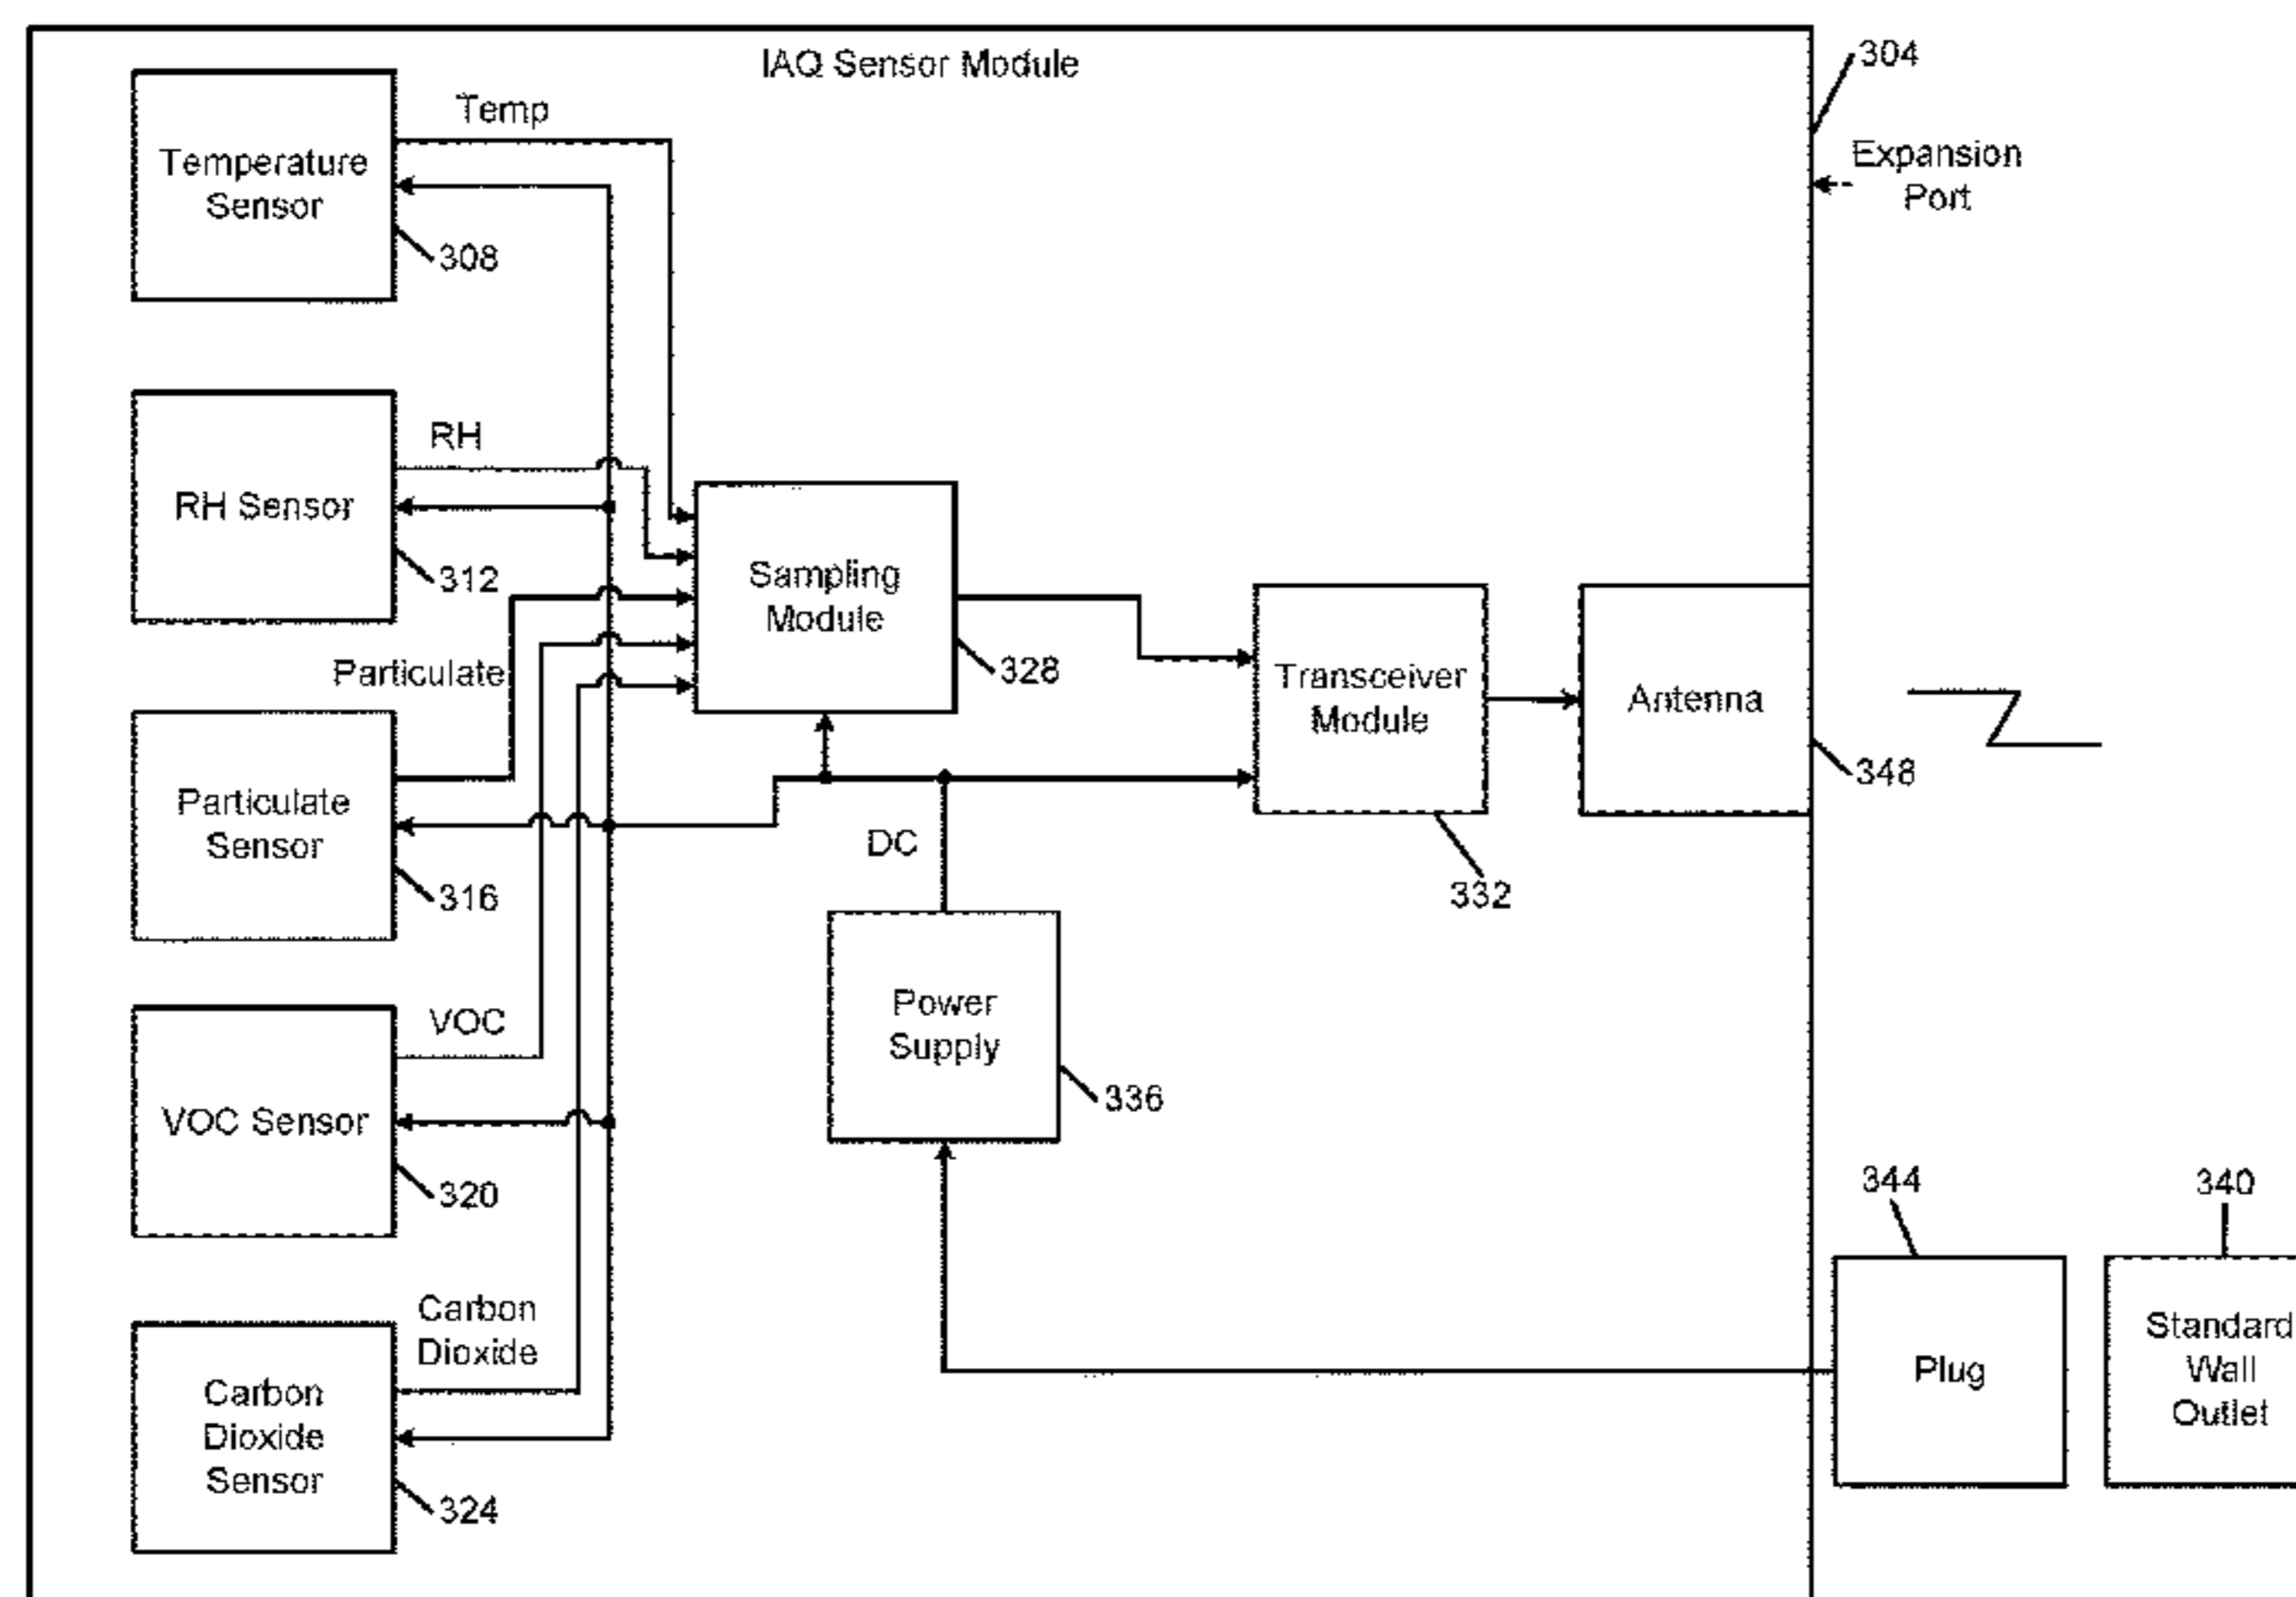 IAQ Sensor Module
304
Expansion
Port
Temp
Temperature
Sensor
308
RH
RH Sensor
312
Sampling
Module
328
Particulate
Particulate
Sensor
316
Transceiver
Module
332
Antenna
348
DC
Power
Supply
336
VOC
VOC Sensor
320
344
340
Plug
Standard
Wall
Outlet
Carbon
Dioxide
Carbon
Dioxide
Sensor
324